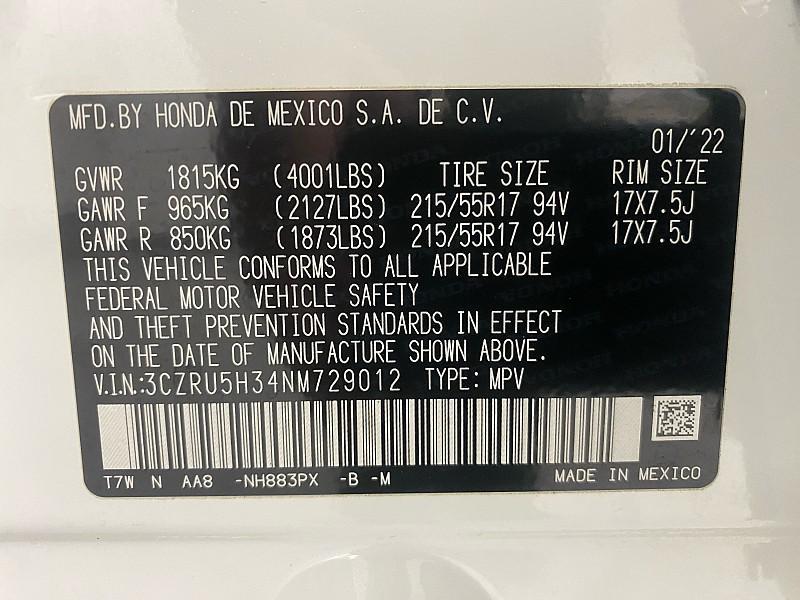 MFD.BY HONDA DE MEXICO S.A. DE C.V.
01/'22
GVWR 1815KG (4001LBS) TIRE SIZE RIM SIZE
GAWR F 965KG (2127LBS) 215/55R17 94V 17X7.5J
GAWR R 850KG (1873LBS) 215/55R17 94V 17X7.5J
THIS VEHICLE CONFORMS TO ALL APPLICABLE
FEDERAL MOTOR VEHICLE SAFETY
AND THEFT PREVENTION STANDARDS IN EFFECT
ON THE DATE OF MANUFACTURE SHOWN ABOVE.
V.I.N.:3CZRU5H34NM729012 TYPE: MPV
T7W N AA8 -NH883PX -B -M MADE IN MEXICO